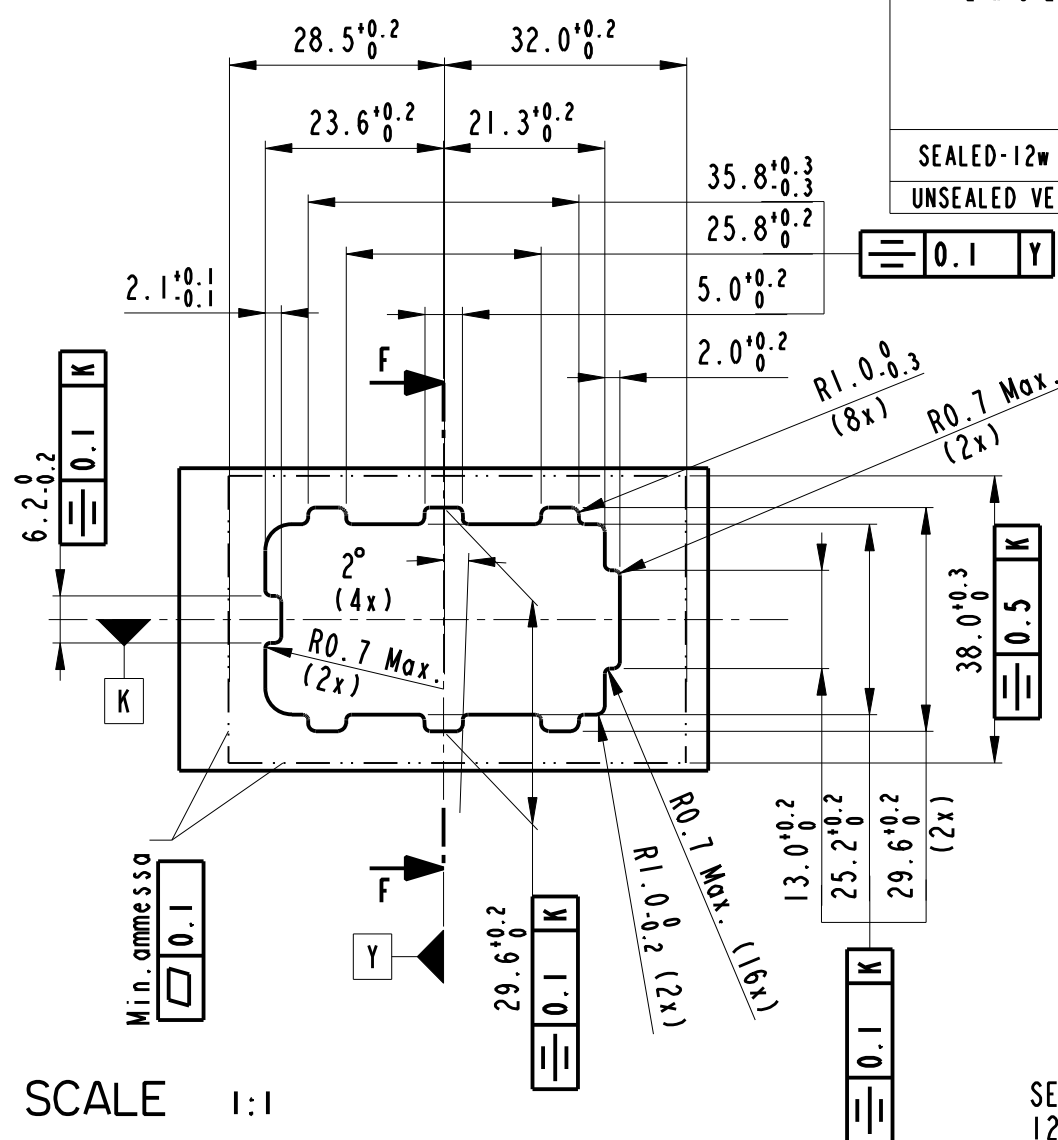 28.5 +0.2 0
32.0 +0.2 0
23.6 +0.2 0
21.3 +0.2 0
SEALED-12w
UNSEALED VE
35.8 +0.3 -0.3
25.8 +0.2 0
0.1 Y
2.1 +0.1 -0.1
5.0 +0.2 0
2.0 +0.2 0
F
R1.0 0 -0.3
(8x)
R0.7 Max.
(2x)
6.2 0 -0.2
0.1 K
2°
(4x)
R0.7 Max.
(2x)
K
38.0 +0.3 0
0.5 K
13.0 +0.2 0
25.2 +0.2 0
29.6 +0.2 0
(2x)
R0.7 Max. (16x)
R1.0 0 -0.2 (2x)
Min. ammessa
0.1
F
Y
29.6 +0.2 0
0.1 K
0.1 K
SCALE 1:1
SE
12